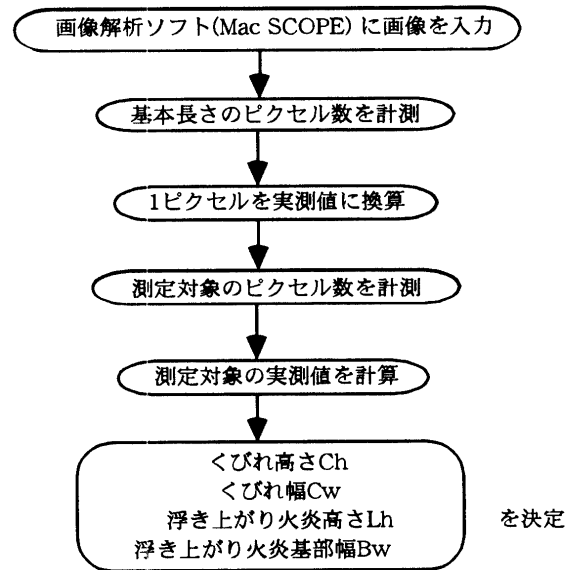 画像解析ソフト(Mac SCOPE) に画像を入力
基本長さのピクセル数を計測
1ピクセルを実測値に換算
測定対象のピクセル数を計測
測定対象の実測値を計算
くびれ高さCh
くびれ幅Cw
浮き上がり火炎高さLh
浮き上がり火炎基部幅Bw
を決定